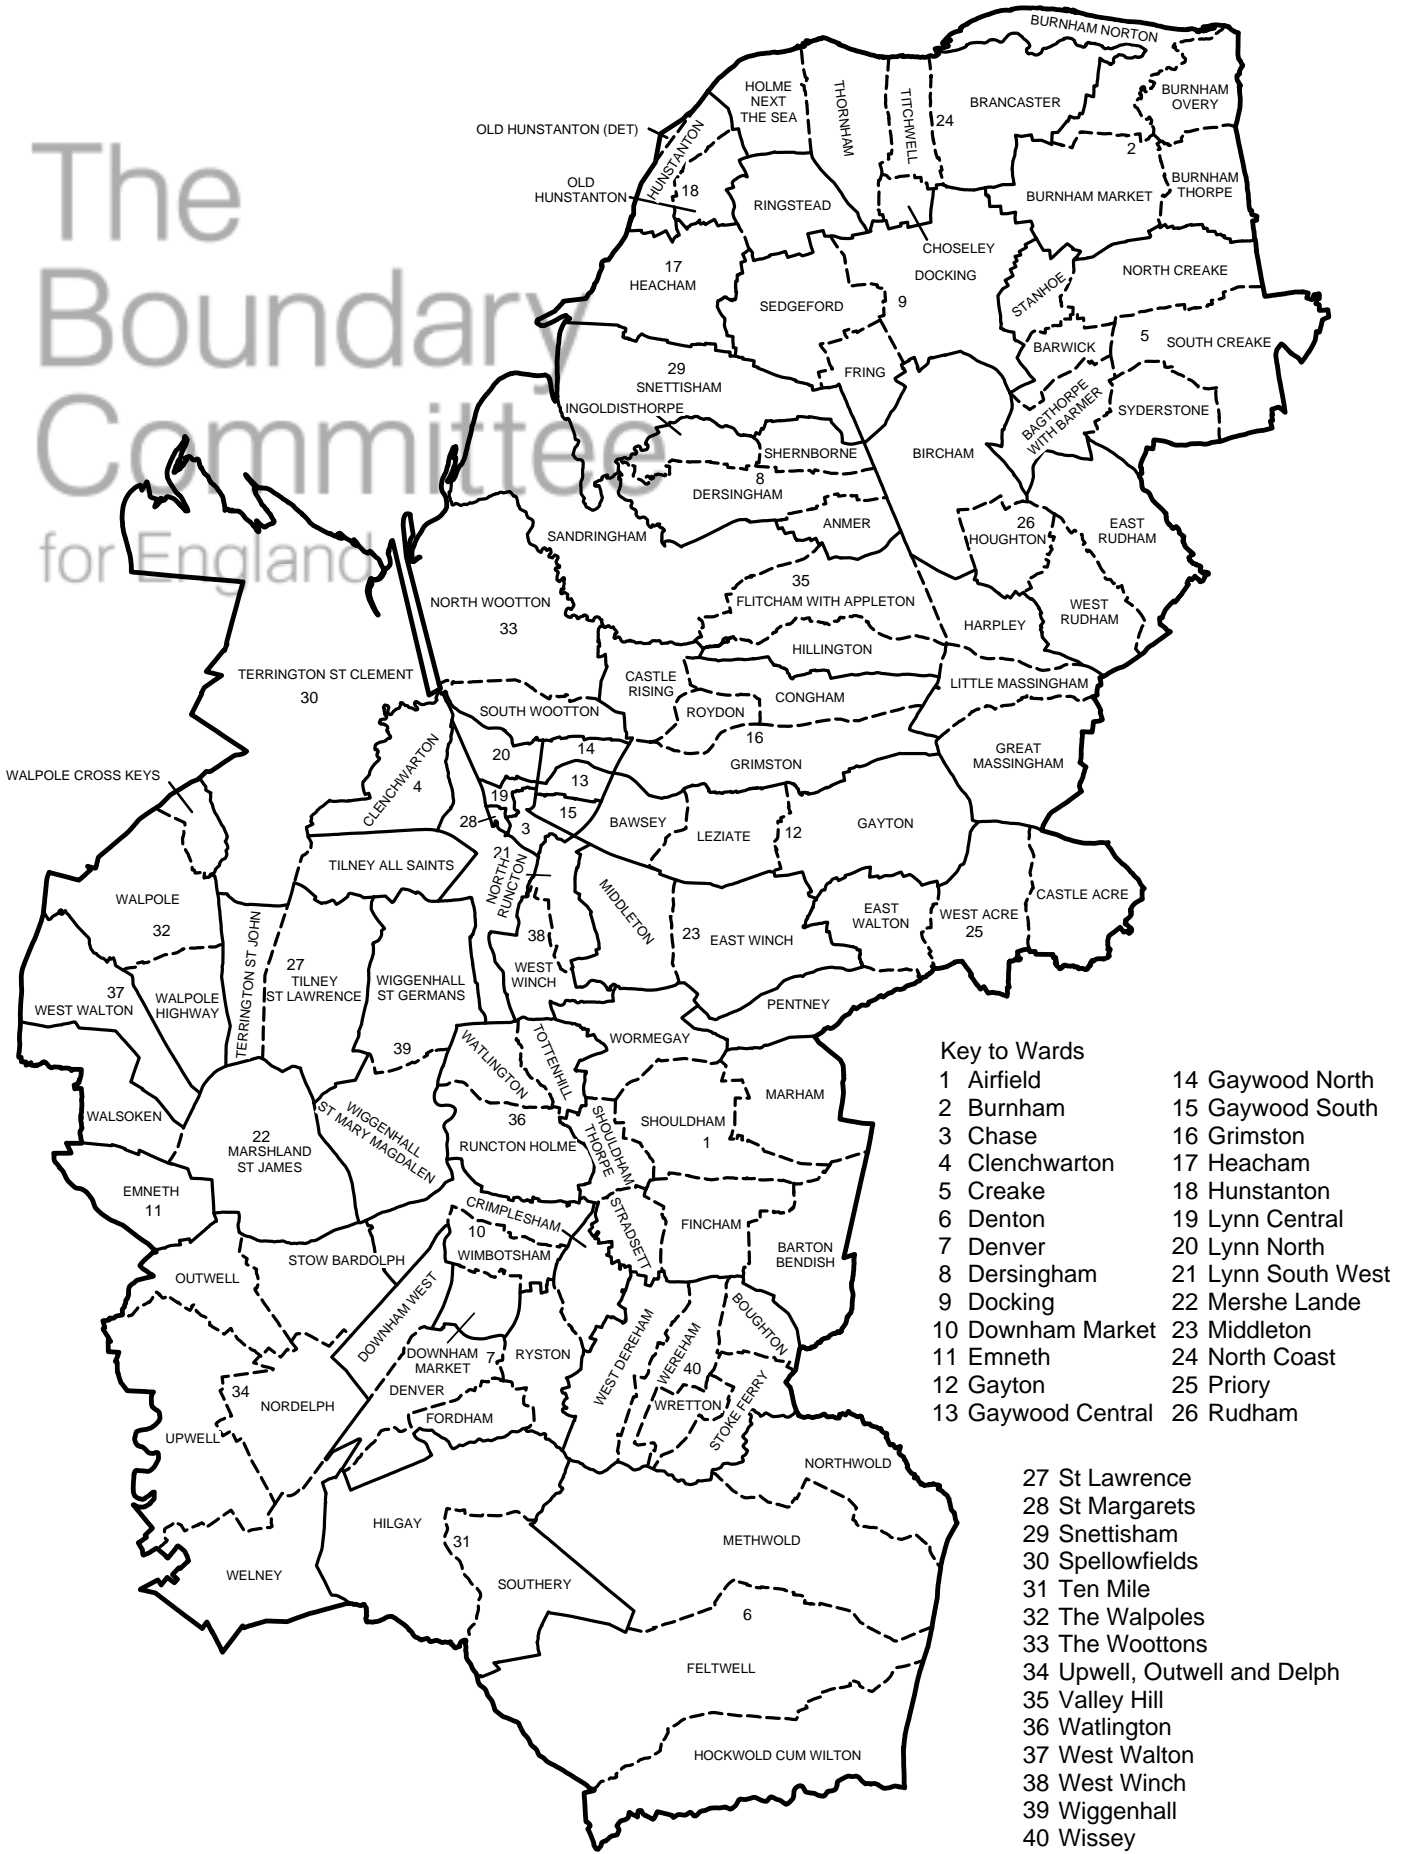 The
Boundary
Committee
for England
BURNHAM NORTON
HOLME
NEXT
THE SEA
THORNHAM
TITCHWELL
24
BRANCASTER
BURNHAM
OVERY
OLD HUNSTANTON (DET)
HUNSTANTON
2
OLD
HUNSTANTON
18
RINGSTEAD
BURNHAM MARKET
BURNHAM
THORPE
CHOSELEY
17
HEACHAM
DOCKING
NORTH CREAKE
STANHOE
SEDGEFORD
9
BARWICK
5
SOUTH CREAKE
29
SNETTISHAM
FRING
INGOLDISTHORPE
BAGTHORPE
WITH BARMER
SYDERSTONE
SHERNBORNE
BIRCHAM
8
DERSINGHAM
SANDRINGHAM
ANMER
26
HOUGHTON
EAST
RUDHAM
35
FLITCHAM WITH APPLETON
NORTH WOOTTON
33
WEST
RUDHAM
HARPLEY
HILLINGTON
TERRINGTON ST CLEMENT
30
CASTLE
RISING
CONGHAM
LITTLE MASSINGHAM
SOUTH WOOTTON
ROYDON
16
GRIMSTON
GREAT
MASSINGHAM
20
14
WALPOLE CROSS KEYS
CLENCHWARTON
4
13
19
15
28
3
BAWSEY
LEZIATE
12
GAYTON
21
NORTH
RUNCTON
TILNEY ALL SAINTS
WALPOLE
32
MIDDLETON
CASTLE ACRE
EAST
WALTON
WEST ACRE
25
TERRINGTON ST JOHN
38
23
EAST WINCH
27
TILNEY
ST LAWRENCE
WIGGENHALL
ST GERMANS
WEST
WINCH
37
WEST WALTON
WALPOLE
HIGHWAY
PENTNEY
39
WATLINGTON
TOTTENHILL
WORMEGAY
MARHAM
WALSOKEN
22
MARSHLAND
ST JAMES
WIGGENHALL
ST MARY MAGDALEN
36
RUNCTON HOLME
SHOULDHAM
THORPE
SHOULDHAM
1
EMNETH
11
CRIMPLESHAM
STRADSETT
FINCHAM
BARTON
BENDISH
10
WIMBOTSHAM
STOW BARDOLPH
OUTWELL
DOWNHAM WEST
WEST DEREHAM
WEREHAM
BOUGHTON
DOWNHAM
MARKET
7
RYSTON
40
DENVER
34
NORDELPH
FORDHAM
WRETTON
STOKE FERRY
UPWELL
NORTHWOLD
HILGAY
31
METHWOLD
WELNEY
SOUTHERY
6
FELTWELL
HOCKWOLD CUM WILTON
Key to Wards
1 Airfield
2 Burnham
3 Chase
4 Clenchwarton
5 Creake
6 Denton
7 Denver
8 Dersingham
9 Docking
10 Downham Market
11 Emneth
12 Gayton
13 Gaywood Central
14 Gaywood North
15 Gaywood South
16 Grimston
17 Heacham
18 Hunstanton
19 Lynn Central
20 Lynn North
21 Lynn South West
22 Mershe Lande
23 Middleton
24 North Coast
25 Priory
26 Rudham
27 St Lawrence
28 St Margarets
29 Snettisham
30 Spellowfields
31 Ten Mile
32 The Walpoles
33 The Woottons
34 Upwell, Outwell and Delph
35 Valley Hill
36 Watlington
37 West Walton
38 West Winch
39 Wiggenhall
40 Wissey